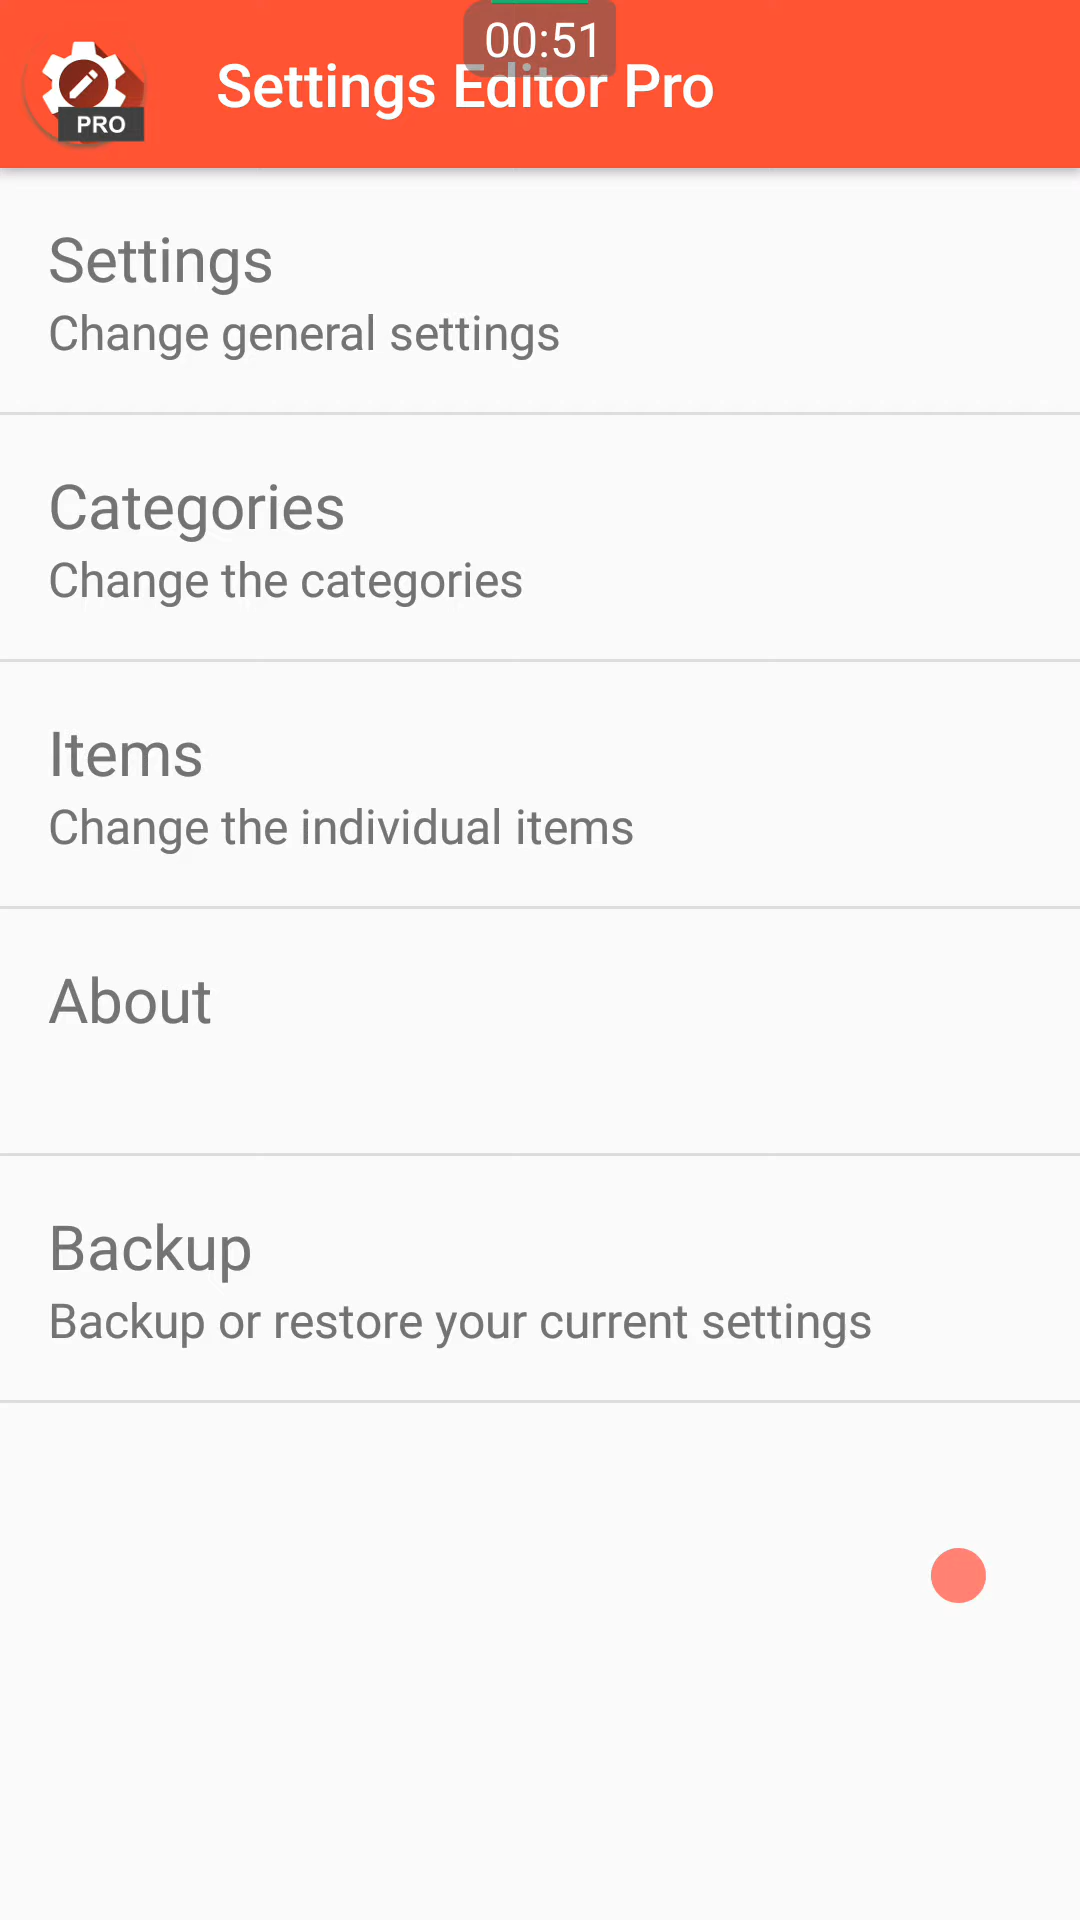 00:51
PRO
Settings Editor Pro
Settings
Change general settings
Categories
Change the categories
Items
Change the individual items
About
Backup
Backup or restore your current settings